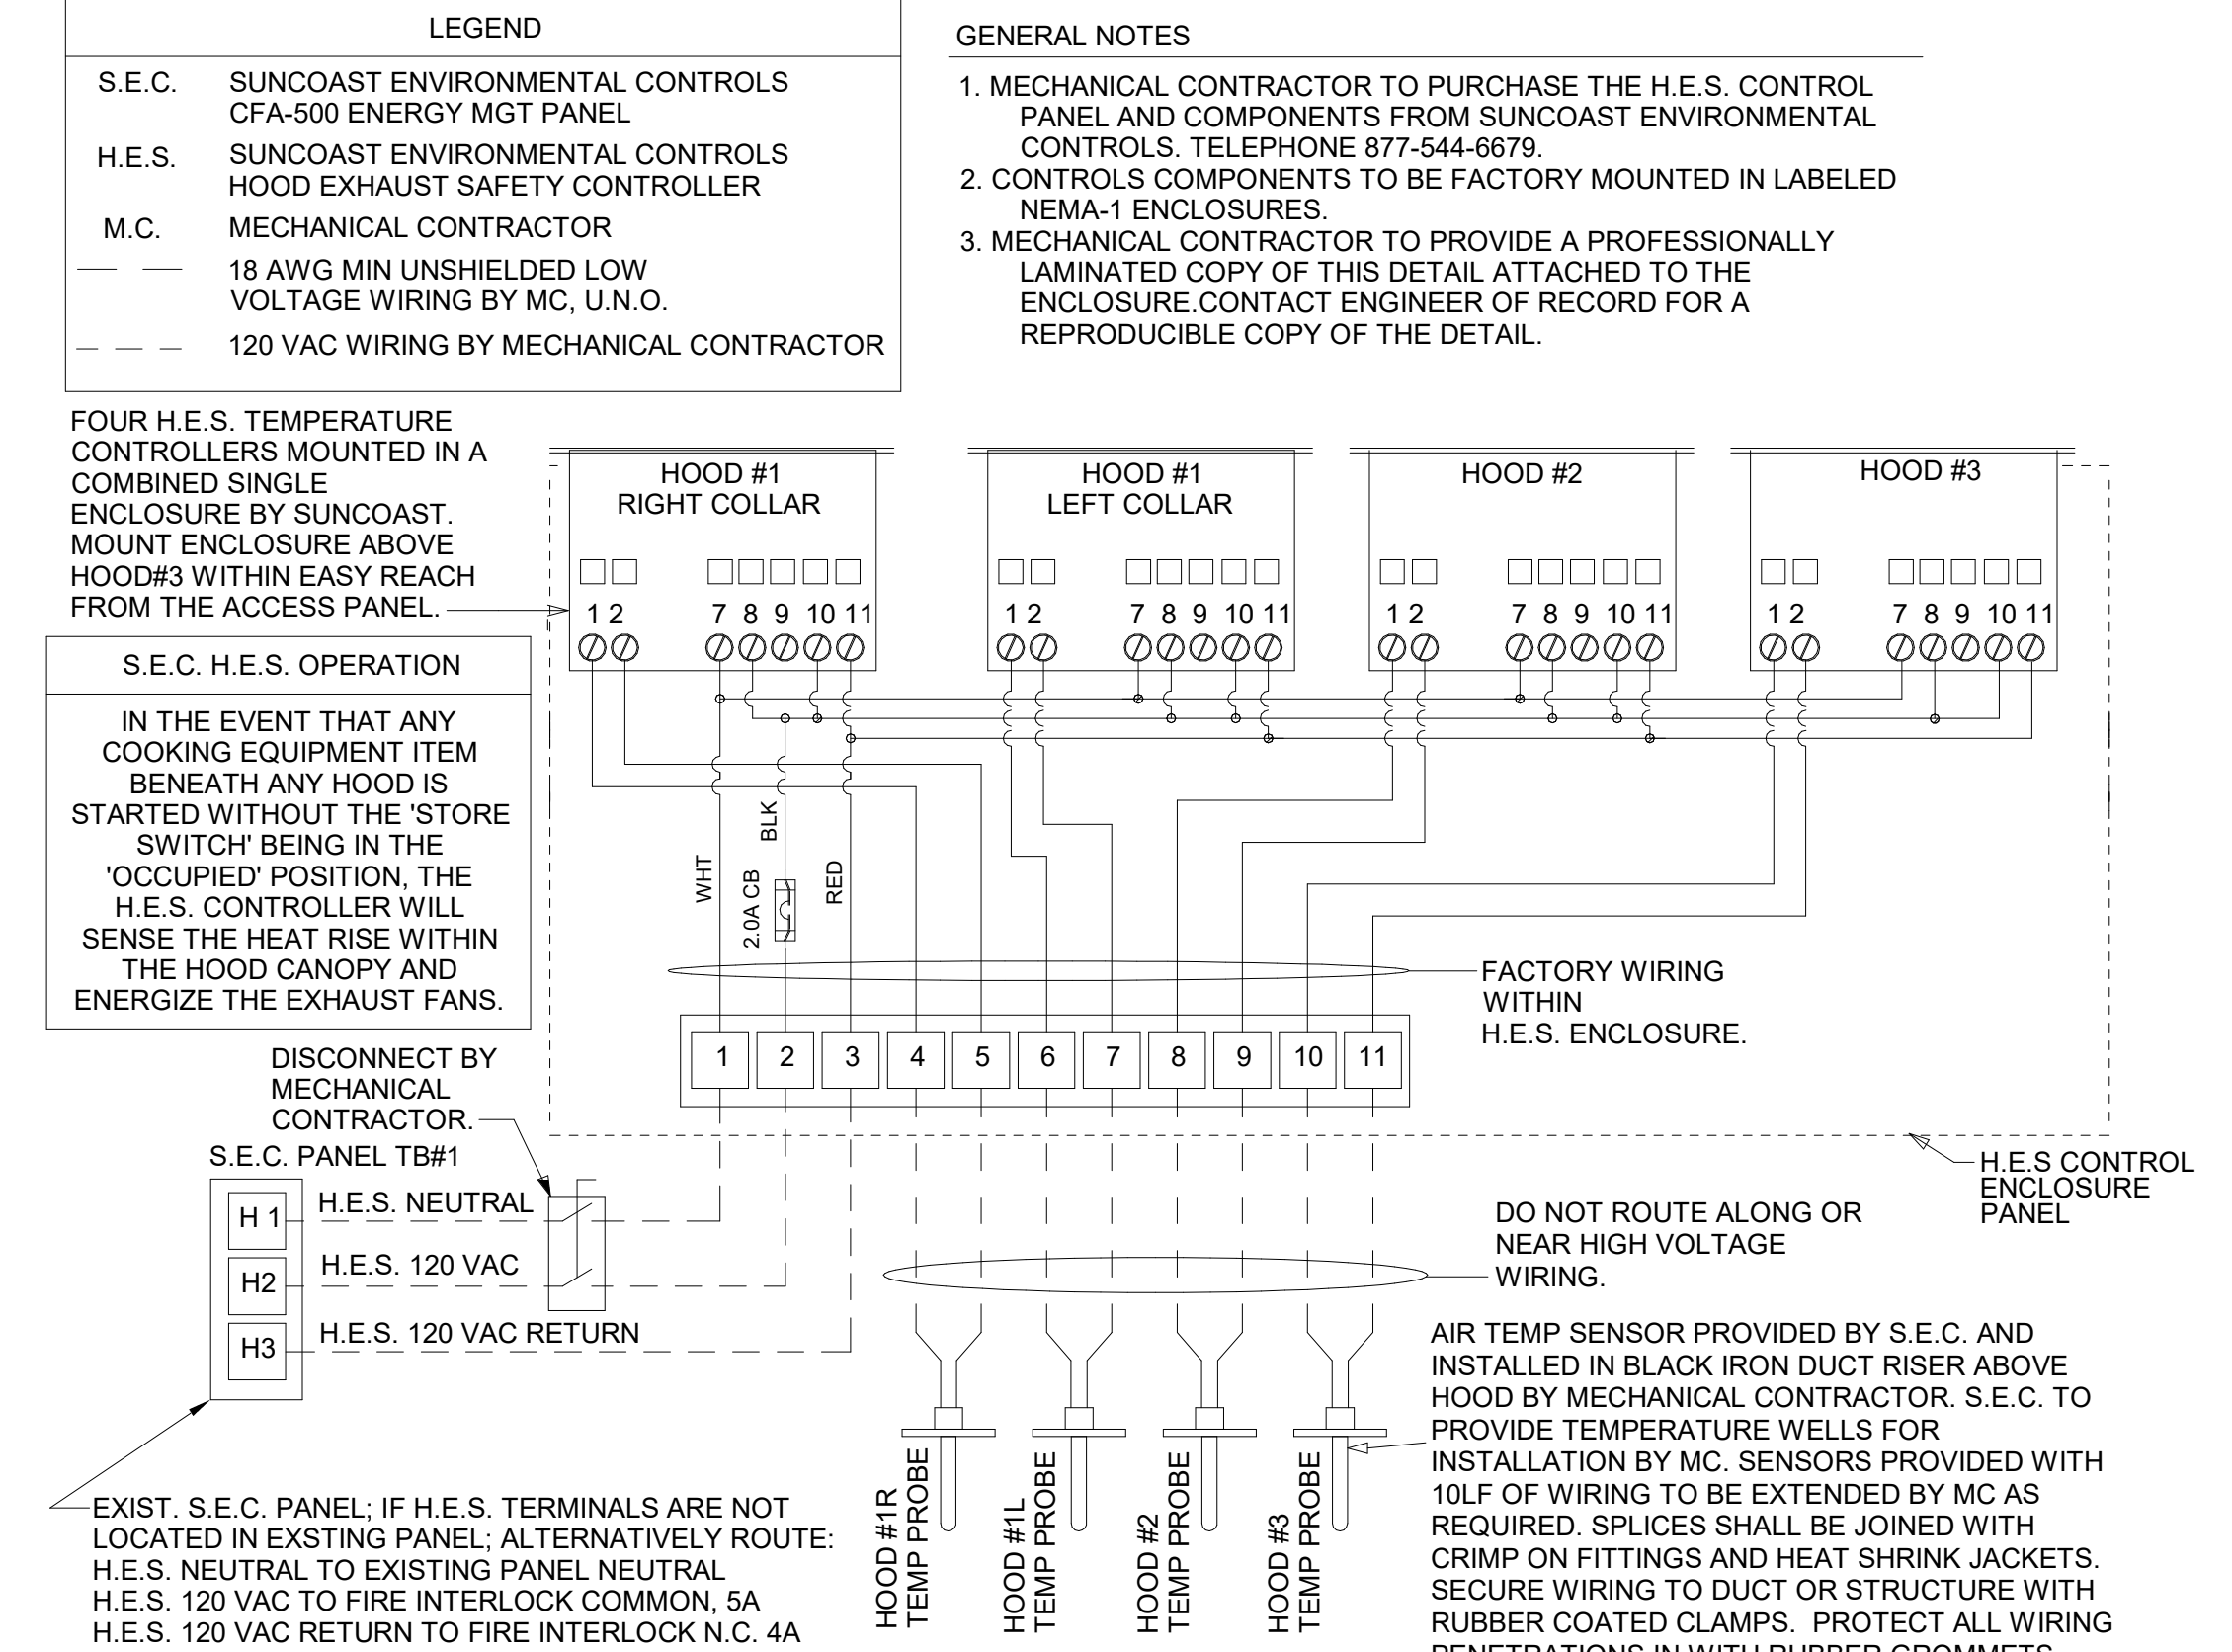 LEGEND
S.E.C. SUNCOAST ENVIRONMENTAL CONTROLS
CFA-500 ENERGY MGT PANEL
H.E.S. SUNCOAST ENVIRONMENTAL CONTROLS
HOOD EXHAUST SAFETY CONTROLLER
M.C. MECHANICAL CONTRACTOR
18 AWG MIN UNSHIELDED LOW
VOLTAGE WIRING BY MC, U.N.O.
120 VAC WIRING BY MECHANICAL CONTRACTOR
GENERAL NOTES
1. MECHANICAL CONTRACTOR TO PURCHASE THE H.E.S. CONTROL
PANEL AND COMPONENTS FROM SUNCOAST ENVIRONMENTAL
CONTROLS. TELEPHONE 877-544-6679.
2. CONTROLS COMPONENTS TO BE FACTORY MOUNTED IN LABELED
NEMA-1 ENCLOSURES.
3. MECHANICAL CONTRACTOR TO PROVIDE A PROFESSIONALLY
LAMINATED COPY OF THIS DETAIL ATTACHED TO THE
ENCLOSURE.CONTACT ENGINEER OF RECORD FOR A
REPRODUCIBLE COPY OF THE DETAIL.
FOUR H.E.S. TEMPERATURE
CONTROLLERS MOUNTED IN A
COMBINED SINGLE
ENCLOSURE BY SUNCOAST.
MOUNT ENCLOSURE ABOVE
HOOD#3 WITHIN EASY REACH
FROM THE ACCESS PANEL.
HOOD #1
RIGHT COLLAR
1 2 7 8 9 10 11
HOOD #1
LEFT COLLAR
1 2 7 8 9 10 11
HOOD #2
1 2 7 8 9 10 11
HOOD #3
1 2 7 8 9 10 11
S.E.C. H.E.S. OPERATION
IN THE EVENT THAT ANY
COOKING EQUIPMENT ITEM
BENEATH ANY HOOD IS
STARTED WITHOUT THE 'STORE
SWITCH' BEING IN THE
'OCCUPIED' POSITION, THE
H.E.S. CONTROLLER WILL
SENSE THE HEAT RISE WITHIN
THE HOOD CANOPY AND
ENERGIZE THE EXHAUST FANS.
WHT
BLK
2.0A CB
RED
FACTORY WIRING
WITHIN
H.E.S. ENCLOSURE.
1 2 3 4 5 6 7 8 9 10 11
DISCONNECT BY
MECHANICAL
CONTRACTOR.
S.E.C. PANEL TB#1
H 1 H.E.S. NEUTRAL
H2 H.E.S. 120 VAC
H3 H.E.S. 120 VAC RETURN
H.E.S CONTROL
ENCLOSURE
PANEL
DO NOT ROUTE ALONG OR
NEAR HIGH VOLTAGE
WIRING.
EXIST. S.E.C. PANEL; IF H.E.S. TERMINALS ARE NOT
LOCATED IN EXSTING PANEL; ALTERNATIVELY ROUTE:
H.E.S. NEUTRAL TO EXISTING PANEL NEUTRAL
H.E.S. 120 VAC TO FIRE INTERLOCK COMMON, 5A
H.E.S. 120 VAC RETURN TO FIRE INTERLOCK N.C. 4A
HOOD #1R
TEMP PROBE
HOOD #1L
TEMP PROBE
HOOD #2
TEMP PROBE
HOOD #3
TEMP PROBE
AIR TEMP SENSOR PROVIDED BY S.E.C. AND
INSTALLED IN BLACK IRON DUCT RISER ABOVE
HOOD BY MECHANICAL CONTRACTOR. S.E.C. TO
PROVIDE TEMPERATURE WELLS FOR
INSTALLATION BY MC. SENSORS PROVIDED WITH
10LF OF WIRING TO BE EXTENDED BY MC AS
REQUIRED. SPLICES SHALL BE JOINED WITH
CRIMP ON FITTINGS AND HEAT SHRINK JACKETS.
SECURE WIRING TO DUCT OR STRUCTURE WITH
RUBBER COATED CLAMPS. PROTECT ALL WIRING
PENETRATIONS IN WITH RUBBER GROMMETS